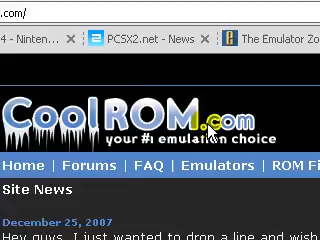 .com/
4 - Ninten...
PCSX2.net - News
The Emulator Zo
CoolROM.com
your #1 emulation choice
Home | Forums | FAQ | Emulators | ROM Fi
Site News
December 25, 2007
Hey guys, I just wanted to drop a line and wish